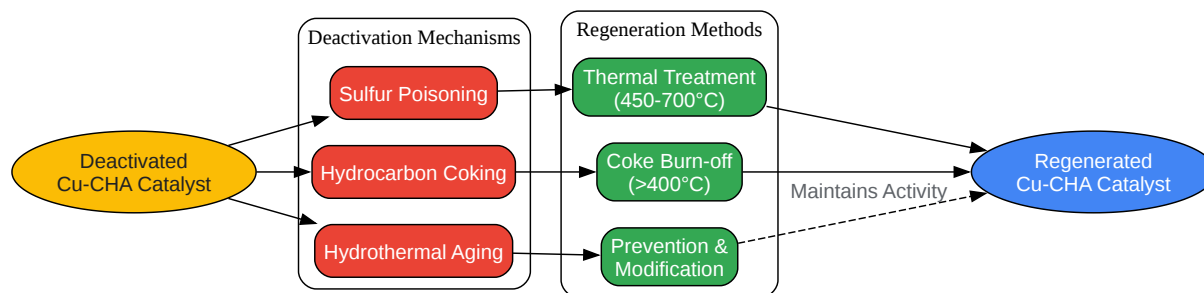 Deactivation Mechanisms
Regeneration Methods
Sulfur Poisoning
Thermal Treatment
(450-700°C)
Deactivated
Cu-CHA Catalyst
Hydrocarbon Coking
Coke Burn-off
(>400°C)
Maintains Activity
Regenerated
Cu-CHA Catalyst
Hydrothermal Aging
Prevention &
Modification